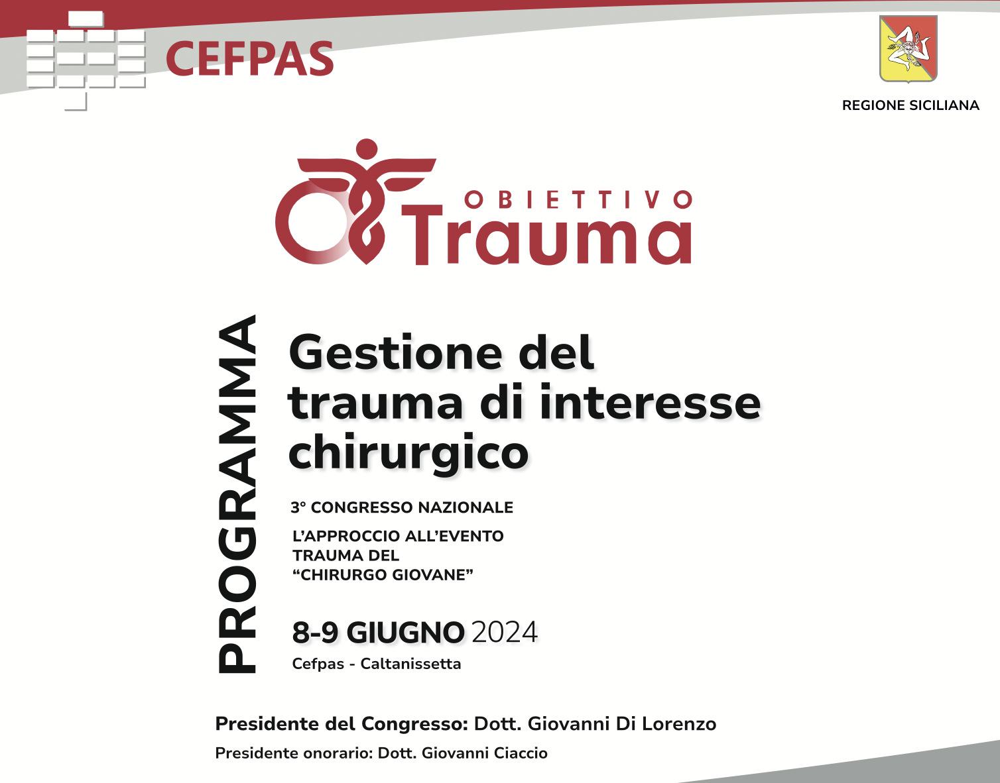 CEFPAS
REGIONE SICILIANA
OBIETTIVO
Trauma
PROGRAMMA
Gestione del
trauma di interesse
chirurgico
3° CONGRESSO NAZIONALE
L’APPROCCIO ALL’EVENTO
TRAUMA DEL
“CHIRURGO GIOVANE”
8-9 GIUGNO 2024
Cefpas - Caltanissetta
Presidente del Congresso: Dott. Giovanni Di Lorenzo
Presidente onorario: Dott. Giovanni Ciaccio